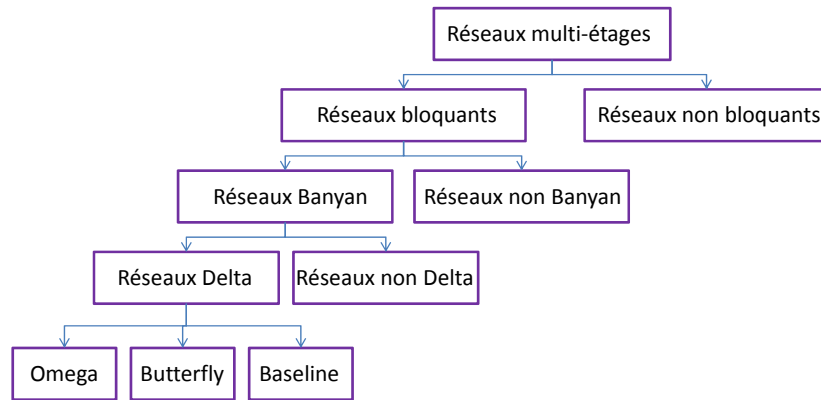 Réseaux multi-étages
Réseaux bloquants
Réseaux non bloquants
Réseaux Banyan
Réseaux non Banyan
Réseaux Delta
Réseaux non Delta
Omega
Butterfly
Baseline